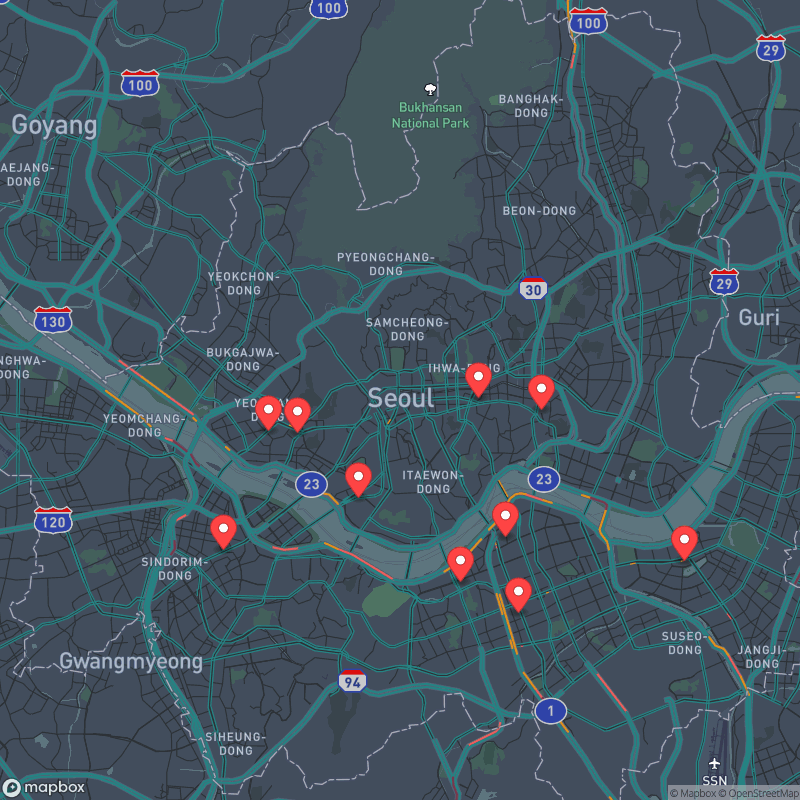 100
100
29
100
Goyang
Bukhansan
National Park
BANGHAK-
DONG
AEJANG-
DONG
BEON-DONG
PYEONGCHANG-
DONG
YEOKCHON-
DONG
30
29
130
Guri
SAMCHEONG-
DONG
BUKGAJWA-
DONG
NGHWA-
DONG
IHWA-
Seoul
YEOMCHANG-
DONG
ITAEWON-
DONG
23
23
120
SINDORIM-
DONG
SUSEO-
DONG
JANGJI-
DONG
Gwangmyeong
94
1
SIHEUNG-
DONG
SSN
mapbox
© Mapbox © OpenStreetMap